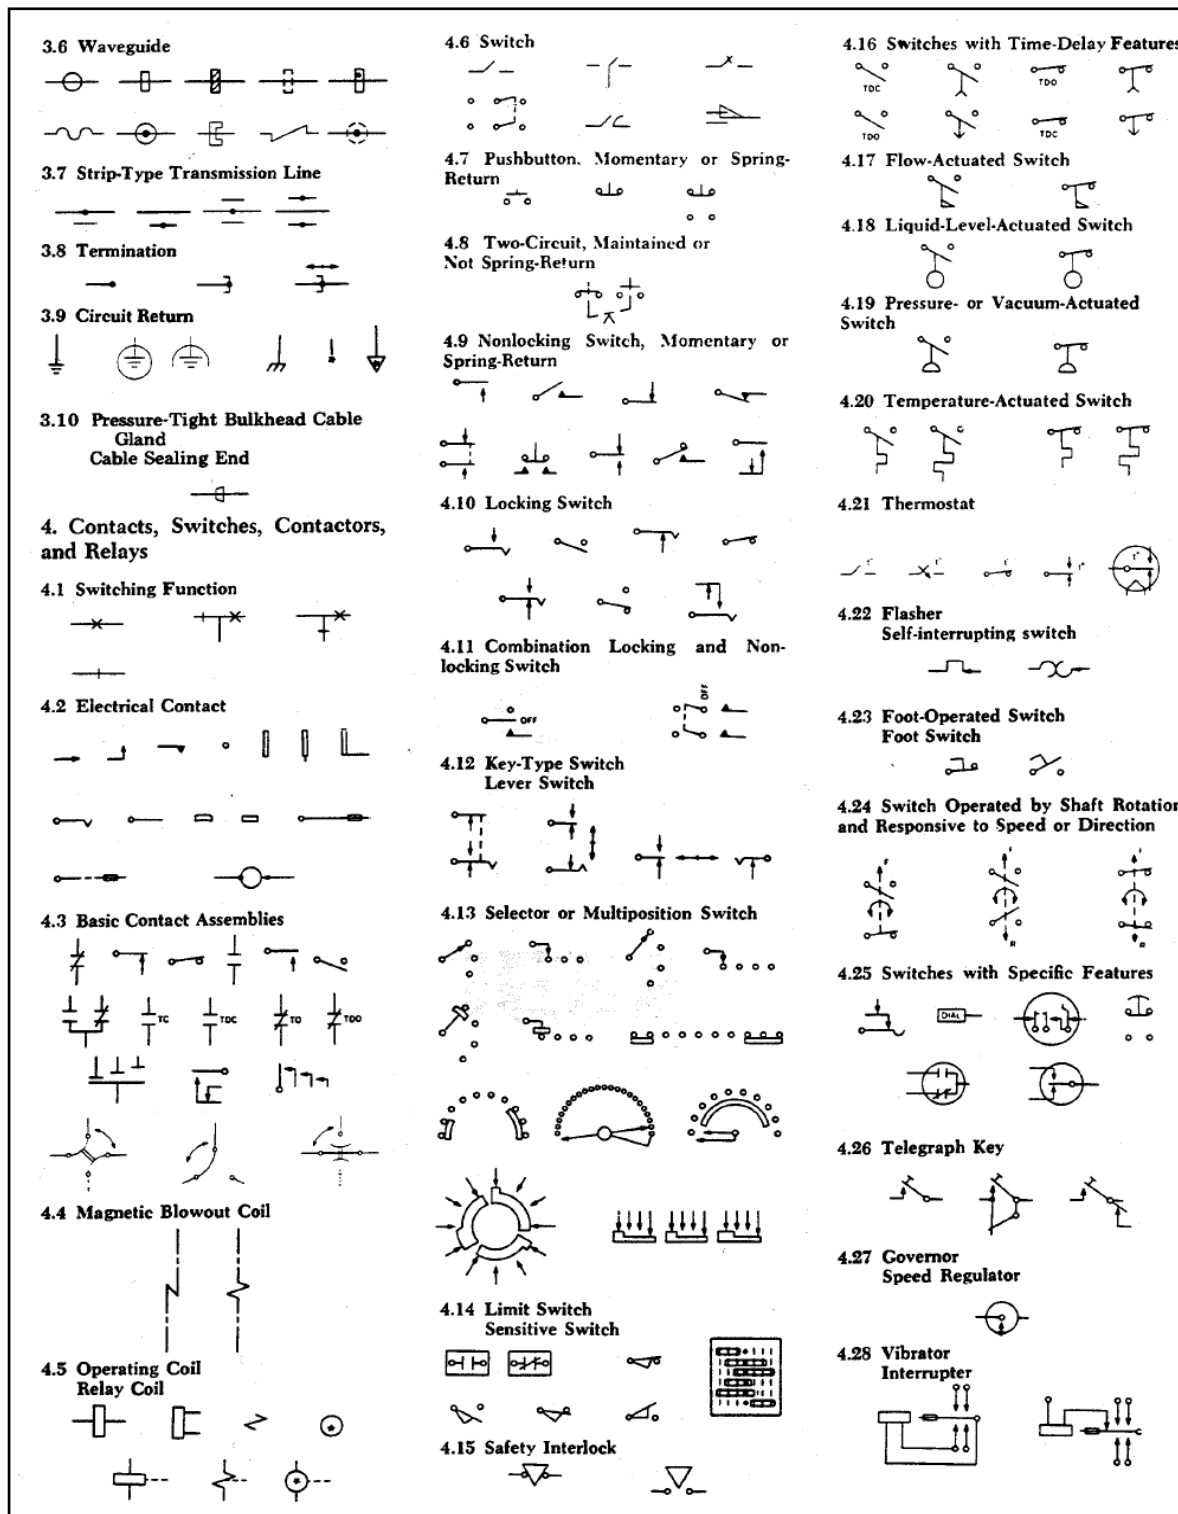 3.6 Waveguide
3.7 Strip-Type Transmission Line
3.8 Termination
3.9 Circuit Return
3.10 Pressure-Tight Bulkhead Cable
Gland
Cable Sealing End
4. Contacts, Switches, Contactors,
and Relays
4.1 Switching Function
4.2 Electrical Contact
4.3 Basic Contact Assemblies
TC
TDC
TO
TDO
4.4 Magnetic Blowout Coil
4.5 Operating Coil
Relay Coil
4.6 Switch
4.7 Pushbutton, Momentary or Spring-
Return
4.8 Two-Circuit, Maintained or
Not Spring-Return
4.9 Nonlocking Switch, Momentary or
Spring-Return
4.10 Locking Switch
4.11 Combination Locking and Non-
locking Switch
OFF
OFF
4.12 Key-Type Switch
Lever Switch
4.13 Selector or Multiposition Switch
4.14 Limit Switch
Sensitive Switch
4.15 Safety Interlock
4.16 Switches with Time-Delay Features
TDC
TDO
TDO
TDC
4.17 Flow-Actuated Switch
4.18 Liquid-Level-Actuated Switch
4.19 Pressure- or Vacuum-Actuated
Switch
4.20 Temperature-Actuated Switch
4.21 Thermostat
4.22 Flasher
Self-interrupting switch
4.23 Foot-Operated Switch
Foot Switch
4.24 Switch Operated by Shaft Rotation
and Responsive to Speed or Direction
F
R
R
4.25 Switches with Specific Features
DIAL
4.26 Telegraph Key
4.27 Governor
Speed Regulator
4.28 Vibrator
Interrupter